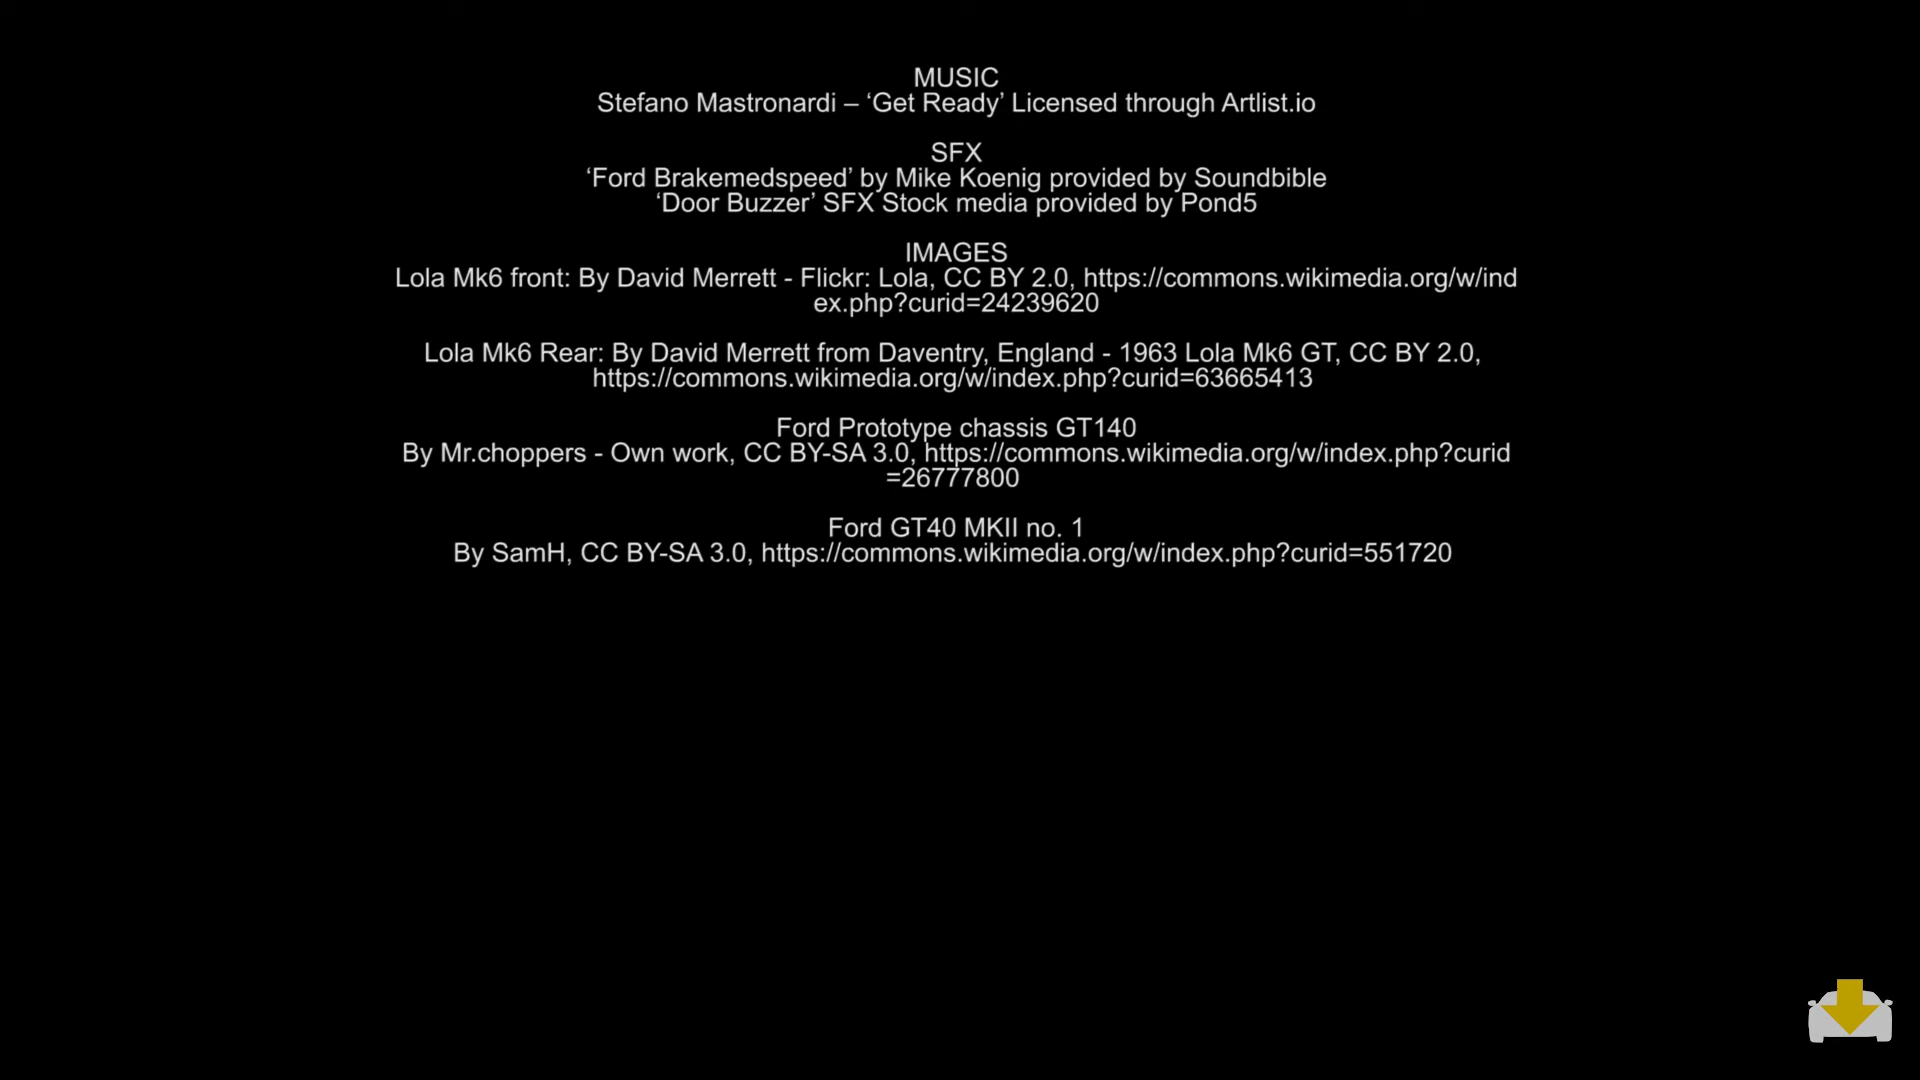 MUSIC
Stefano Mastronardi – ‘Get Ready’ Licensed through Artlist.io
SFX
‘Ford Brakemedspeed’ by Mike Koenig provided by Soundbible
‘Door Buzzer’ SFX Stock media provided by Pond5
IMAGES
Lola Mk6 front: By David Merrett - Flickr: Lola, CC BY 2.0, https://commons.wikimedia.org/w/ind
ex.php?curid=24239620
Lola Mk6 Rear: By David Merrett from Daventry, England - 1963 Lola Mk6 GT, CC BY 2.0,
https://commons.wikimedia.org/w/index.php?curid=63665413
Ford Prototype chassis GT140
By Mr.choppers - Own work, CC BY-SA 3.0, https://commons.wikimedia.org/w/index.php?curid
=26777800
Ford GT40 MKII no. 1
By SamH, CC BY-SA 3.0, https://commons.wikimedia.org/w/index.php?curid=551720